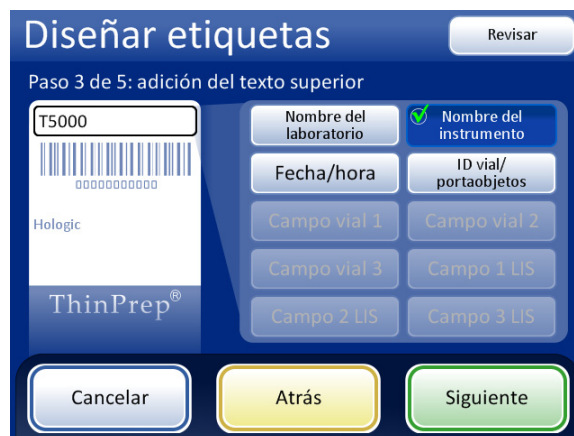 Diseñar etiquetas
Revisar
Paso 3 de 5: adición del texto superior
T5000
00000000000
Hologic
ThinPrep®
Nombre del
laboratorio
Nombre del
instrumento
Fecha/hora
ID vial/
portaobjetos
Campo vial 1
Campo vial 2
Campo vial 3
Campo 1 LIS
Campo 2 LIS
Campo 3 LIS
Cancelar
Atrás
Siguiente